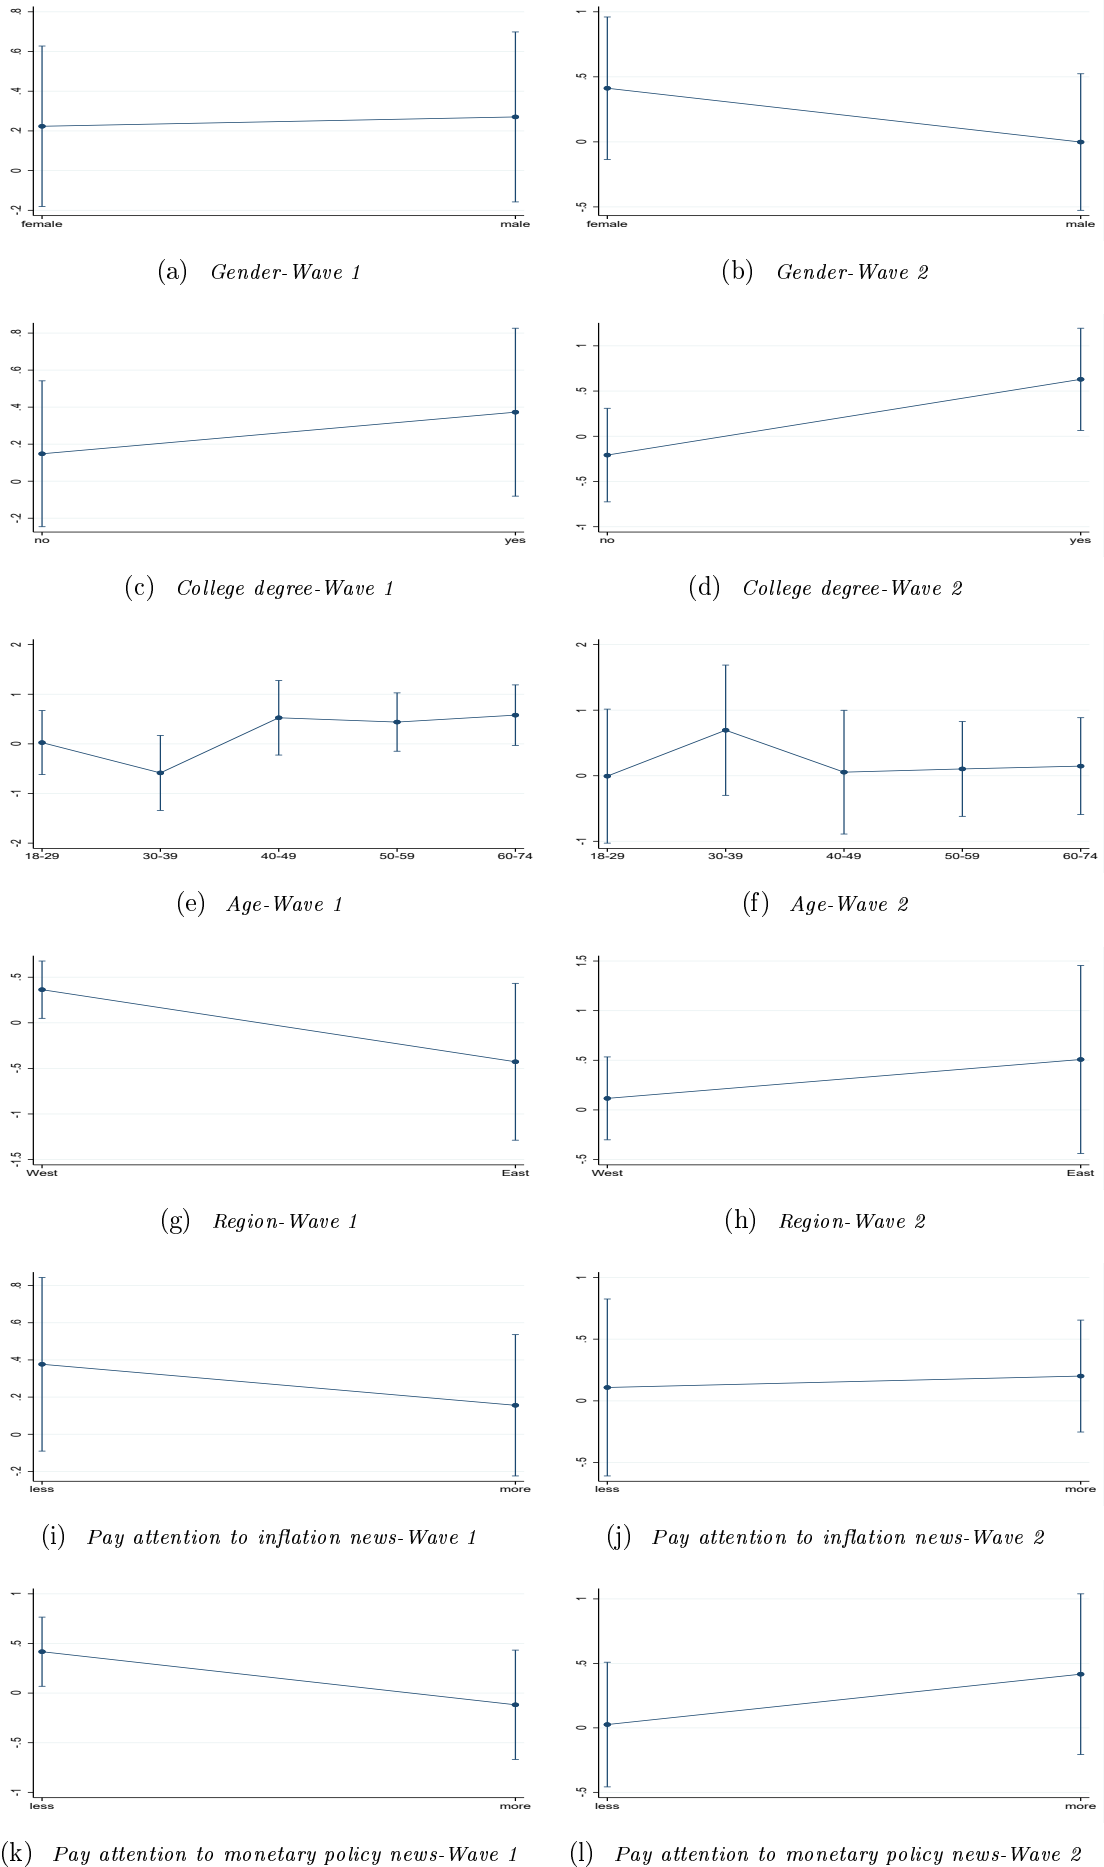 .8
.6
.4
.2
0
-.2
female
male
(a) Gender-Wave 1
1
.5
0
-.5
female
male
(b) Gender-Wave 2
.8
.6
.4
.2
0
-.2
no
yes
(c) College degree-Wave 1
1
.5
0
-.5
-1
no
yes
(d) College degree-Wave 2
2
1
0
-1
-2
18-29
30-39
40-49
50-59
60-74
(e) Age-Wave 1
2
1
0
-1
18-29
30-39
40-49
50-59
60-74
(f) Age-Wave 2
.5
0
-.5
-1
-1.5
West
East
(g) Region-Wave 1
1.5
1
.5
0
-.5
West
East
(h) Region-Wave 2
.8
.6
.4
.2
0
-.2
less
more
(i) Pay attention to inflation news-Wave 1
1
.5
0
-.5
less
more
(j) Pay attention to inflation news-Wave 2
1
.5
0
-.5
-1
less
more
(k) Pay attention to monetary policy news-Wave 1
1
.5
0
-.5
less
more
(l) Pay attention to monetary policy news-Wave 2